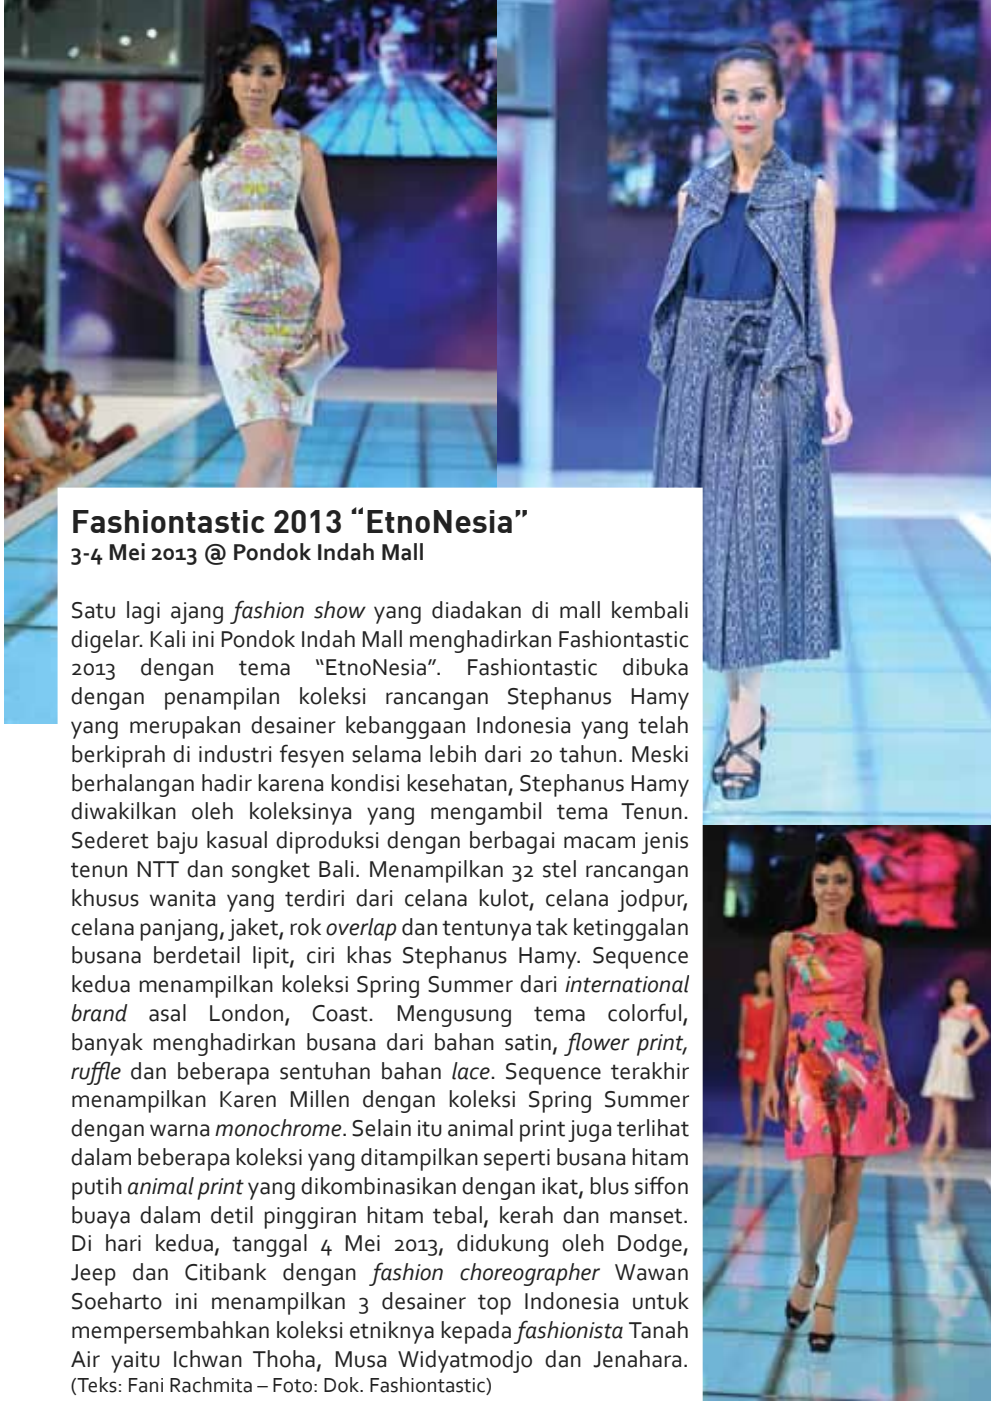 Fashiontastic 2013 “EtnoNesia”
3-4 Mei 2013 @ Pondok Indah Mall
Satu lagi ajang fashion show yang diadakan di mall kembali
digelar. Kali ini Pondok Indah Mall menghadirkan Fashiontastic
2013 dengan tema “EtnoNesia”. Fashiontastic dibuka
dengan penampilan koleksi rancangan Stephanus Hamy
yang merupakan desainer kebanggaan Indonesia yang telah
berkiprah di industri fesyen selama lebih dari 20 tahun. Meski
berhalangan hadir karena kondisi kesehatan, Stephanus Hamy
diwakilkan oleh koleksinya yang mengambil tema Tenun.
Sederet baju kasual diproduksi dengan berbagai macam jenis
tenun NTT dan songket Bali. Menampilkan 32 stel rancangan
khusus wanita yang terdiri dari celana kulot, celana jodpur,
celana panjang, jaket, rok overlap dan tentunya tak ketinggalan
busana berdetail lipit, ciri khas Stephanus Hamy. Sequence
kedua menampilkan koleksi Spring Summer dari international
brand asal London, Coast. Mengusung tema colorful,
banyak menghadirkan busana dari bahan satin, flower print,
ruffle dan beberapa sentuhan bahan lace. Sequence terakhir
menampilkan Karen Millen dengan koleksi Spring Summer
dengan warna monochrome. Selain itu animal print juga terlihat
dalam beberapa koleksi yang ditampilkan seperti busana hitam
putih animal print yang dikombinasikan dengan ikat, blus siffon
buaya dalam detil pinggiran hitam tebal, kerah dan manset.
Di hari kedua, tanggal 4 Mei 2013, didukung oleh Dodge,
Jeep dan Citibank dengan fashion choreographer Wawan
Soeharto ini menampilkan 3 desainer top Indonesia untuk
mempersembahkan koleksi etniknya kepada fashionista Tanah
Air yaitu Ichwan Thoha, Musa Widyatmodjo dan Jenahara.
(Teks: Fani Rachmita – Foto: Dok. Fashiontastic)